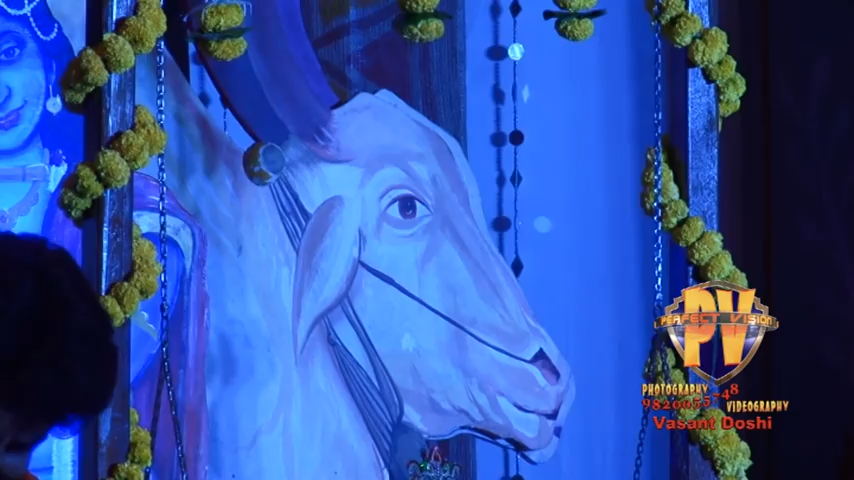 PV
PERFECT VISION
PHOTOGRAPHY
VIDEOGRAPHY
Vasant Doshi